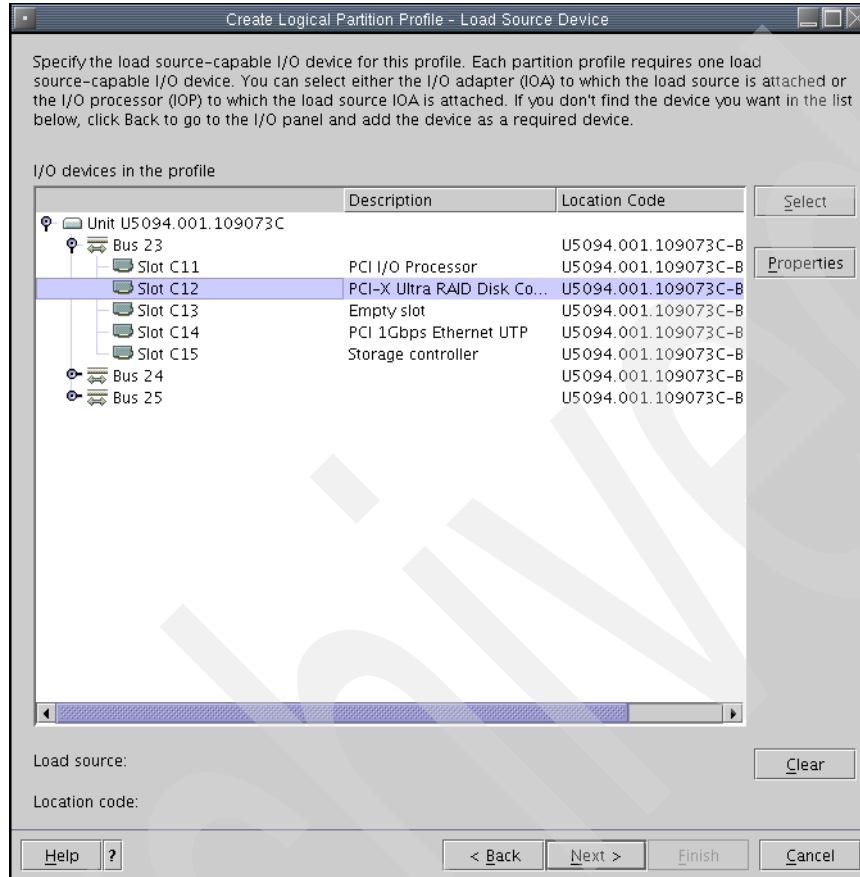 Create Logical Partition Profile - Load Source Device
Specify the load source-capable I/O device for this profile. Each partition profile requires one load
source-capable I/O device. You can select either the I/O adapter (IOA) to which the load source is attached or
the I/O processor (IOP) to which the load source IOA is attached. If you don't find the device you want in the list
below, click Back to go to the I/O panel and add the device as a required device.
I/O devices in the profile
Description Location Code Select
Unit U5094.001.109073C
Bus 23 U5094.001.109073C-B
Slot C11 PCI I/O Processor U5094.001.109073C-B Properties
Slot C12 PCI-X Ultra RAID Disk Co... U5094.001.109073C-B
Slot C13 Empty slot U5094.001.109073C-B
Slot C14 PCI 1Gbps Ethernet UTP U5094.001.109073C-B
Slot C15 Storage controller U5094.001.109073C-B
Bus 24 U5094.001.109073C-B
Bus 25 U5094.001.109073C-B
Load source: Clear
Location code:
Help ? < Back Next > Finish Cancel